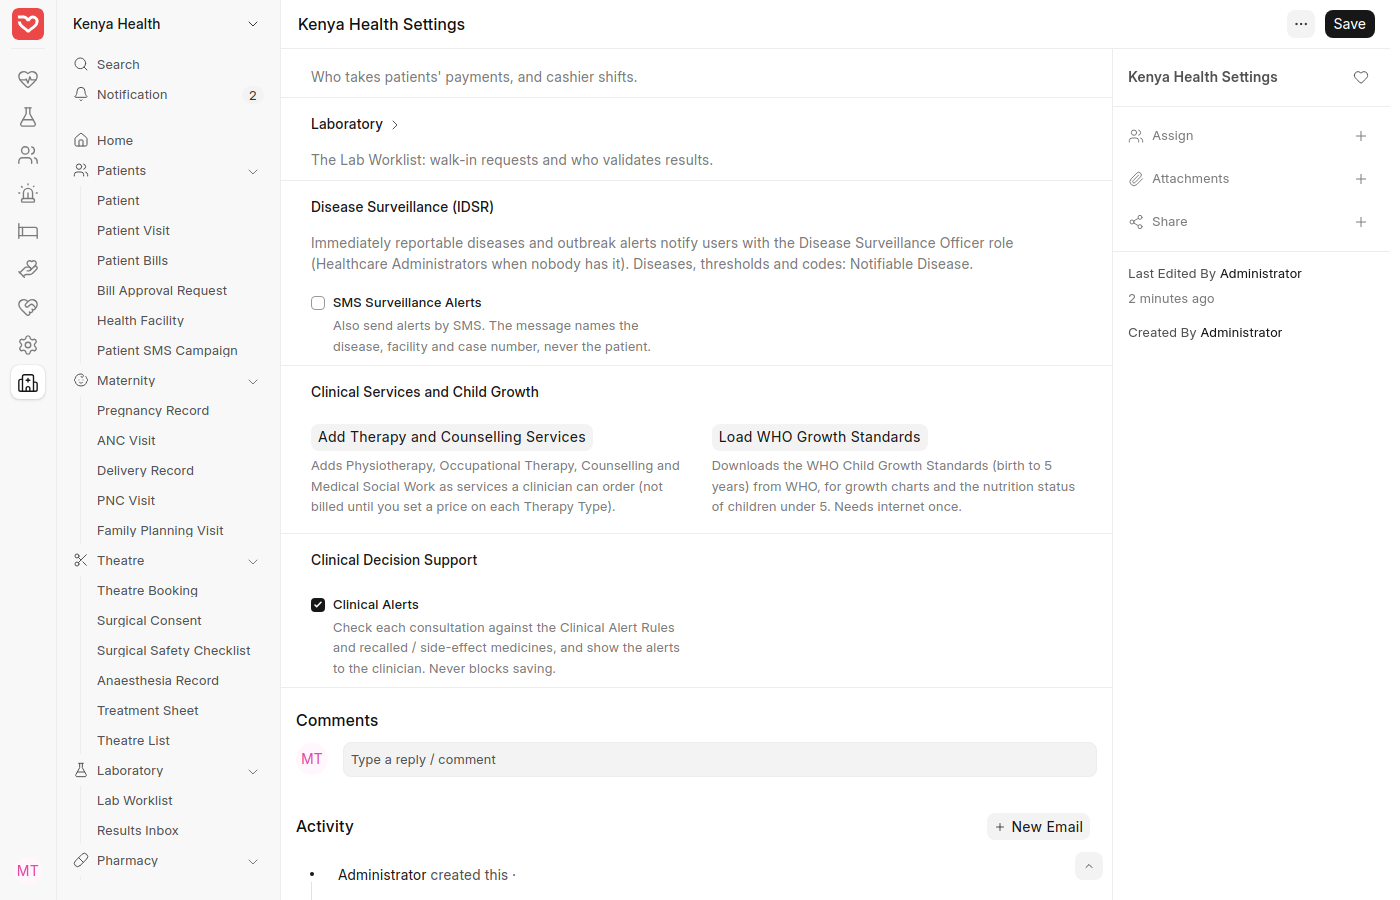 Kenya Health
Search
Notification
2
Home
Patients
Patient
Patient Visit
Patient Bills
Bill Approval Request
Health Facility
Patient SMS Campaign
Maternity
Pregnancy Record
ANC Visit
Delivery Record
PNC Visit
Family Planning Visit
Theatre
Theatre Booking
Surgical Consent
Surgical Safety Checklist
Anaesthesia Record
Treatment Sheet
Theatre List
Laboratory
Lab Worklist
Results Inbox
Pharmacy
MT
Kenya Health Settings
Save
Who takes patients' payments, and cashier shifts.
Laboratory
The Lab Worklist: walk-in requests and who validates results.
Disease Surveillance (IDSR)
Immediately reportable diseases and outbreak alerts notify users with the Disease Surveillance Officer role
(Healthcare Administrators when nobody has it). Diseases, thresholds and codes: Notifiable Disease.
SMS Surveillance Alerts
Also send alerts by SMS. The message names the
disease, facility and case number, never the patient.
Clinical Services and Child Growth
Add Therapy and Counselling Services
Adds Physiotherapy, Occupational Therapy, Counselling and
Medical Social Work as services a clinician can order (not
billed until you set a price on each Therapy Type).
Load WHO Growth Standards
Downloads the WHO Child Growth Standards (birth to 5
years) from WHO, for growth charts and the nutrition status
of children under 5. Needs internet once.
Clinical Decision Support
Clinical Alerts
Check each consultation against the Clinical Alert Rules
and recalled / side-effect medicines, and show the alerts
to the clinician. Never blocks saving.
Comments
MT
Type a reply / comment
Activity
+ New Email
Administrator created this ·
Kenya Health Settings
Assign
Attachments
Share
Last Edited By Administrator
2 minutes ago
Created By Administrator